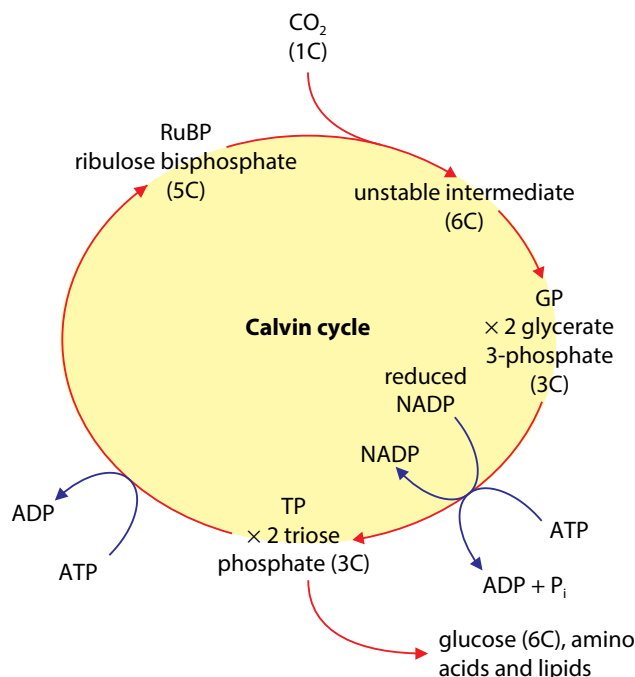 CO₂
(1C)
RuBP
ribulose bisphosphate
(5C)
unstable intermediate
(6C)
GP
× 2 glycerate
3-phosphate
(3C)
Calvin cycle
reduced
NADP
NADP
ATP
ADP + Pᵢ
TP
× 2 triose
phosphate (3C)
ADP
ATP
glucose (6C), amino
acids and lipids